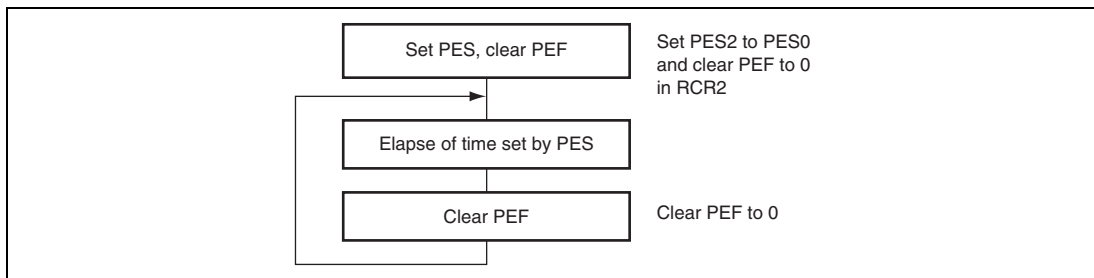 Set PES, clear PEF
Set PES2 to PES0
and clear PEF to 0
in RCR2
Elapse of time set by PES
Clear PEF
Clear PEF to 0